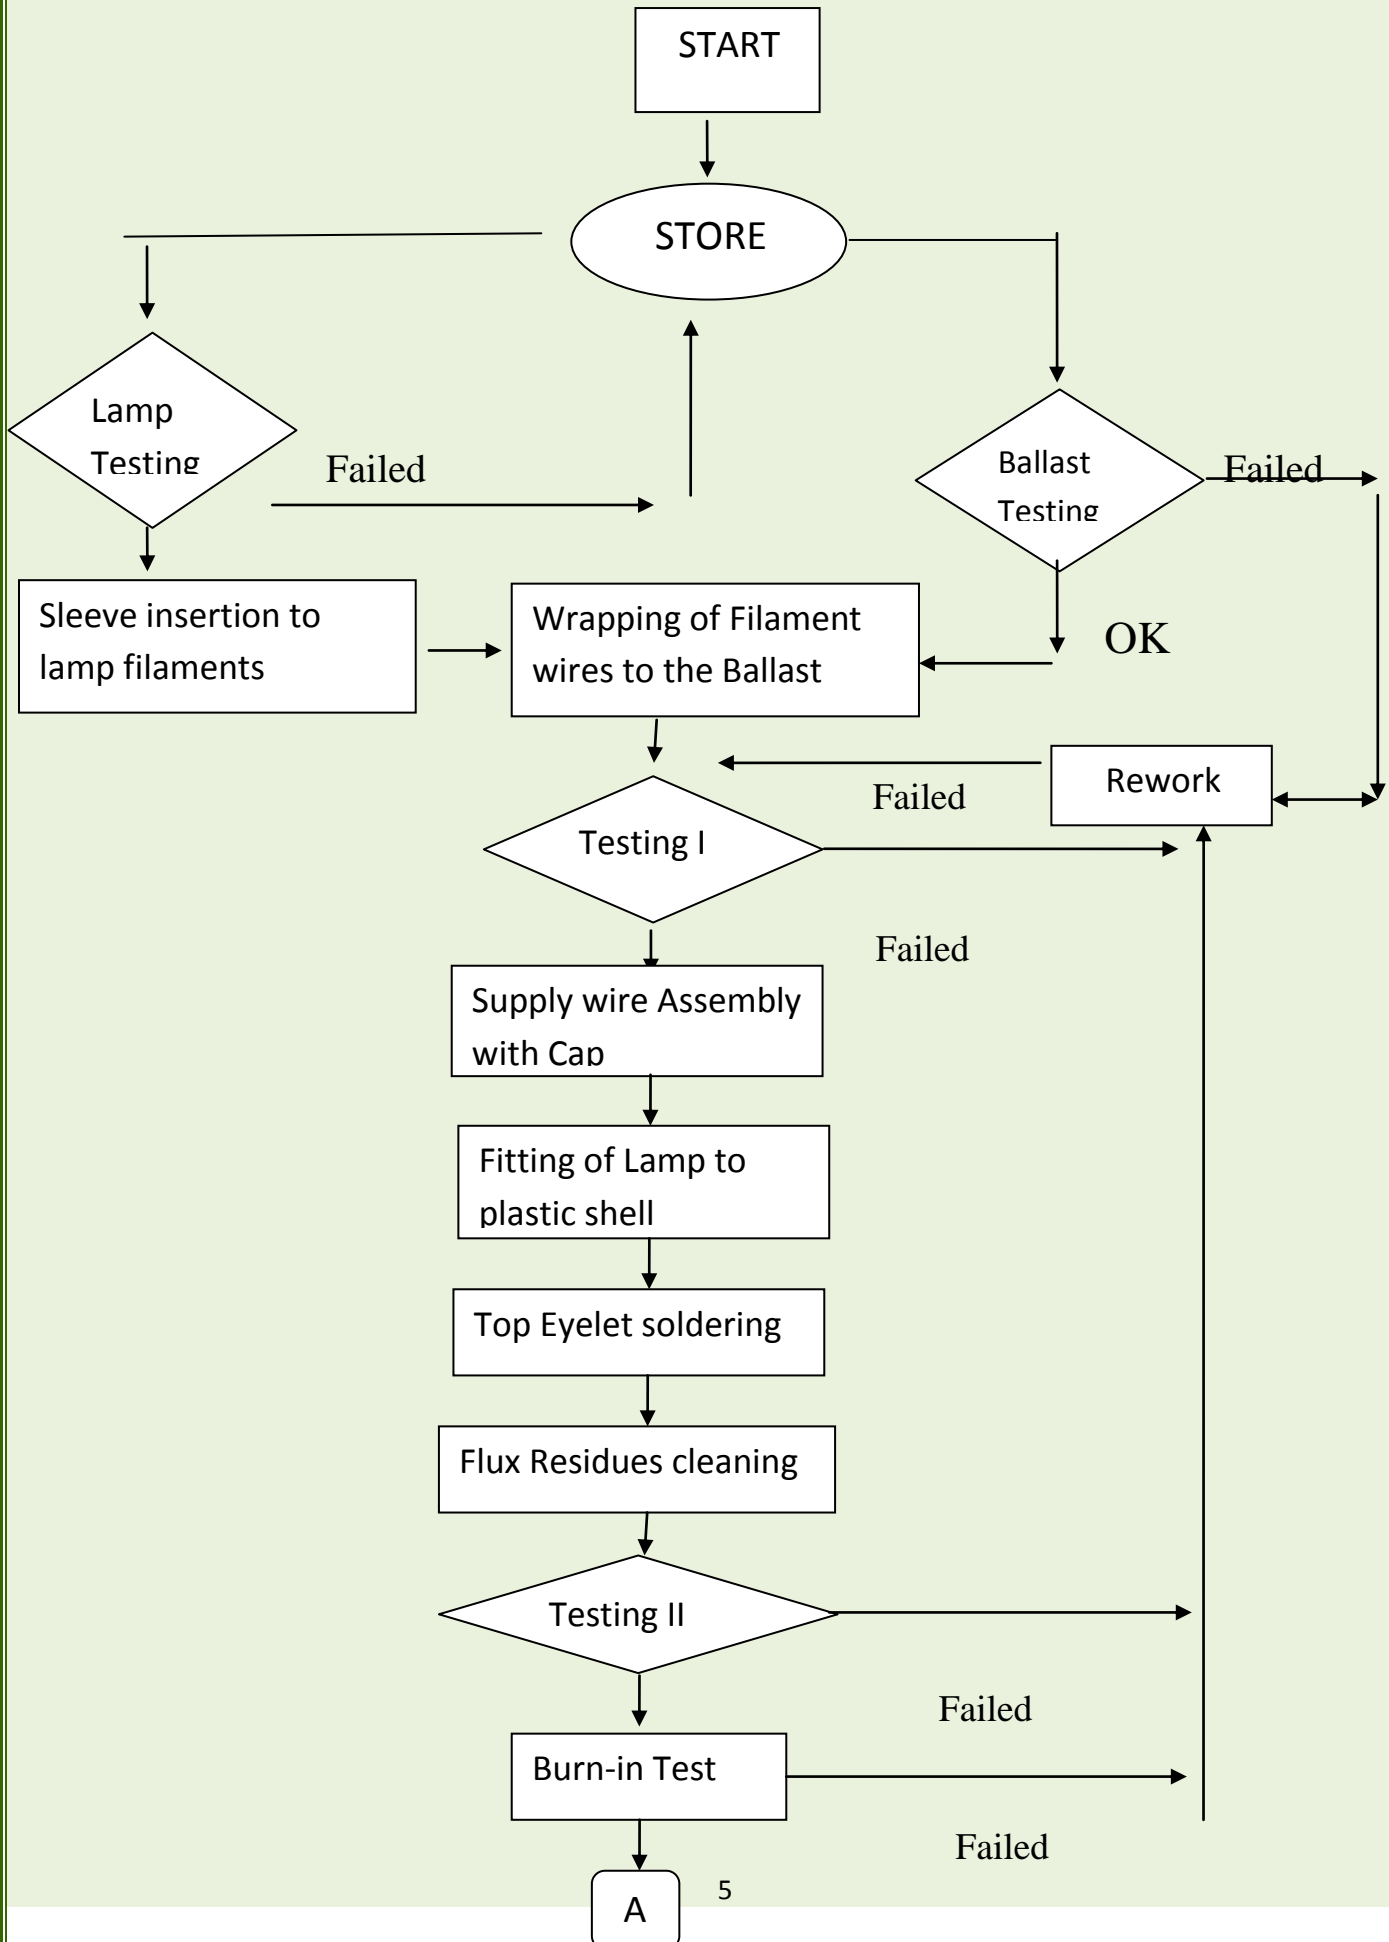 START
STORE
Lamp
Testing
Failed
Ballast
Testing
Failed
Sleeve insertion to
lamp filaments
Wrapping of Filament
wires to the Ballast
OK
Rework
Failed
Testing I
Failed
Supply wire Assembly
with Cap
Fitting of Lamp to
plastic shell
Top Eyelet soldering
Flux Residues cleaning
Testing II
Failed
Burn-in Test
Failed
5
A